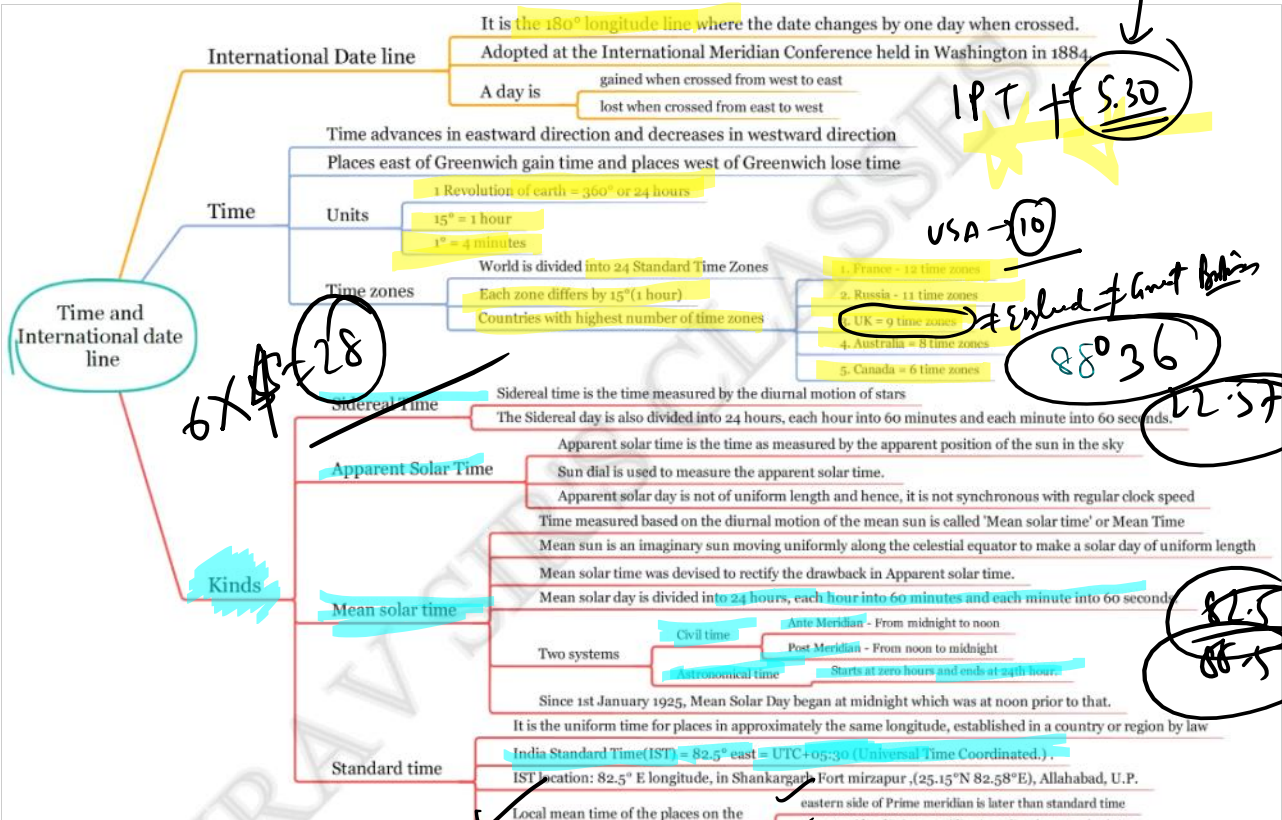 It is the 180° longitude line where the date changes by one day when crossed.
International Date line
Adopted at the International Meridian Conference held in Washington in 1884.
A day is
gained when crossed from west to east
lost when crossed from east to west
IPT + 5.30
Time advances in eastward direction and decreases in westward direction
Places east of Greenwich gain time and places west of Greenwich lose time
Time
Units
1 Revolution of earth = 360° or 24 hours
15° = 1 hour
1° = 4 minutes
USA → 10
Time zones
World is divided into 24 Standard Time Zones
Each zone differs by 15°(1 hour)
Countries with highest number of time zones
1. France - 12 time zones
2. Russia - 11 time zones
3. UK = 9 time zones ≠ England ≠ Great
4. Australia = 8 time zones
5. Canada = 6 time zones
88° 36
22.57
Time and
International date
line
6 x 4 = 28
Kinds
Sidereal Time
Sidereal time is the time measured by the diurnal motion of stars
The Sidereal day is also divided into 24 hours, each hour into 60 minutes and each minute into 60 seconds.
Apparent Solar Time
Apparent solar time is the time as measured by the apparent position of the sun in the sky
Sun dial is used to measure the apparent solar time.
Apparent solar day is not of uniform length and hence, it is not synchronous with regular clock speed
Mean solar time
Time measured based on the diurnal motion of the mean sun is called 'Mean solar time' or Mean Time
Mean sun is an imaginary sun moving uniformly along the celestial equator to make a solar day of uniform length
Mean solar time was devised to rectify the drawback in Apparent solar time.
Mean solar day is divided into 24 hours, each hour into 60 minutes and each minute into 60 seconds
82.5
88.5
Two systems
Civil time
Ante Meridian - From midnight to noon
Post Meridian - From noon to midnight
Astronomical time
Starts at zero hours and ends at 24th hour.
Since 1st January 1925, Mean Solar Day began at midnight which was at noon prior to that.
Standard time
It is the uniform time for places in approximately the same longitude, established in a country or region by law
India Standard Time(IST) = 82.5° east = UTC+05:30 (Universal Time Coordinated.) .
IST location: 82.5° E longitude, in Shankargarh Fort mirzapur ,(25.15°N 82.58°E), Allahabad, U.P.
Local mean time of the places on the
eastern side of Prime meridian is later than standard time
RAV SIR'S CLASSES